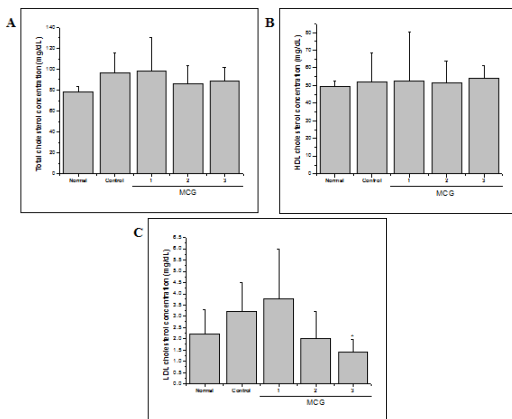 A
Total cholesterol concentration (mg/dL)
140
120
100
80
60
40
20
0
Normal Control 1 2 3
MCG
B
HDL cholesterol concentration (mg/dL)
90
80
70
60
50
40
30
20
10
0
Normal Control 1 2 3
MCG
C
LDL cholesterol concentration (mg/dL)
6.5
6.0
5.5
5.0
4.5
4.0
3.5
3.0
2.5
2.0
1.5
1.0
0.5
0.0
Normal Control 1 2 3
MCG